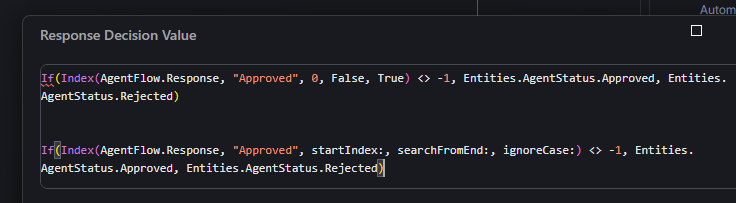 Autom
Response Decision Value
If(Index(AgentFlow.Response, "Approved", 0, False, True) <> -1, Entities.AgentStatus.Approved, Entities.
AgentStatus.Rejected)
If(Index(AgentFlow.Response, "Approved", startIndex:, searchFromEnd:, ignoreCase:) <> -1, Entities.
AgentStatus.Approved, Entities.AgentStatus.Rejected)